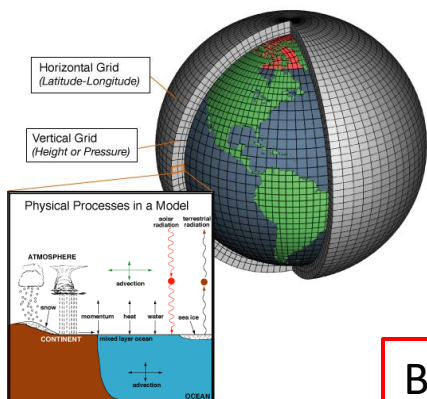 Horizontal Grid
(Latitude-Longitude)
Vertical Grid
(Height or Pressure)
Physical Processes in a Model
solar
radiation
terrestrial
radiation
ATMOSPHERE
advection
snow
momentum
heat
water
sea ice
CONTINENT
mixed layer ocean
advection
OCEAN
B